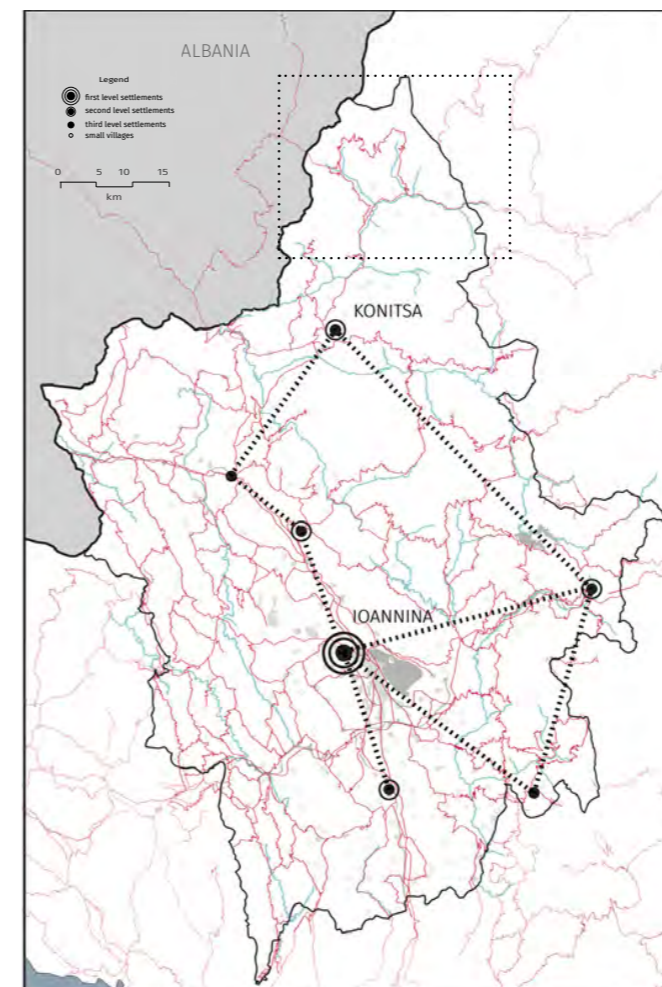 ALBANIA
Legend
first level settlements
second level settlements
third level settlements
small villages
0 5 10 15
km
KONITSA
IOANNINA